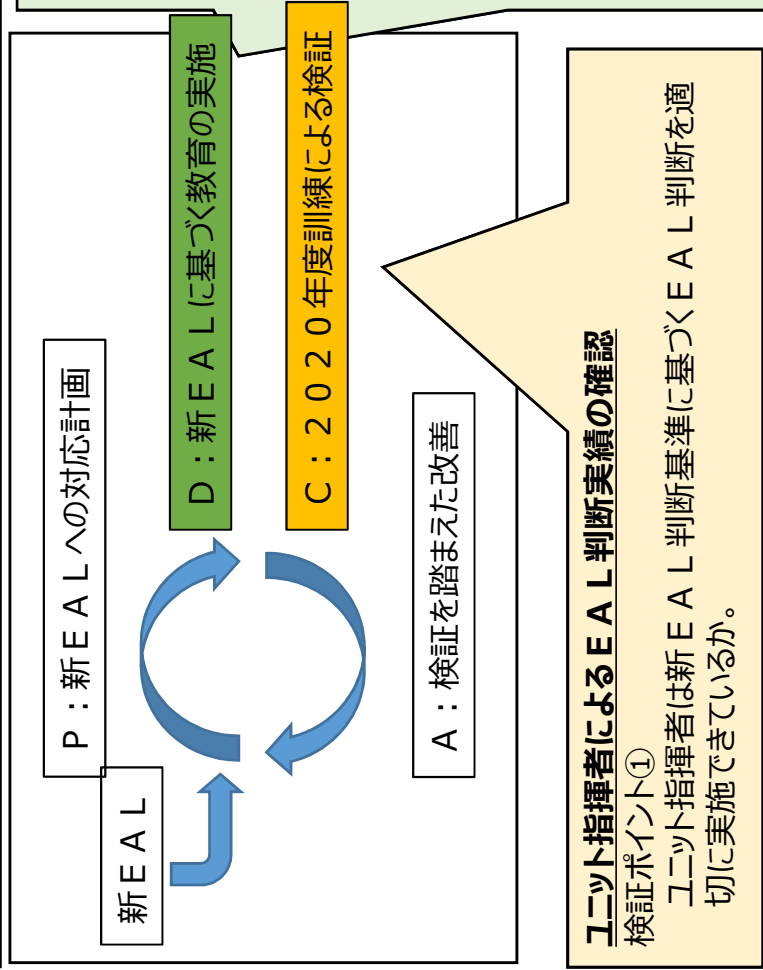 新ＥＡＬ
Ｐ：新ＥＡＬへの対応計画
Ｄ：新ＥＡＬに基づく教育の実施
Ｃ：２０２０年度訓練による検証
Ａ：検証を踏まえた改善
ユニット指揮者によるＥＡＬ判断実績の確認
検証ポイント①
ユニット指揮者は新ＥＡＬ判断基準に基づくＥＡＬ判断を適
切に実施できているか。